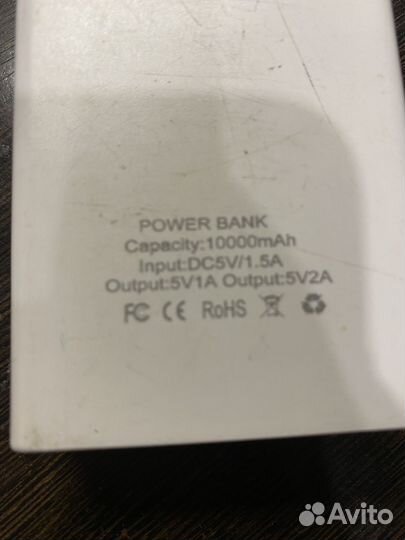 POWER BANK
Capacity:10000mAh
Input:DC5V/1.5A
Output:5V1A Output:5V2A
FC CE RoHS
Avito